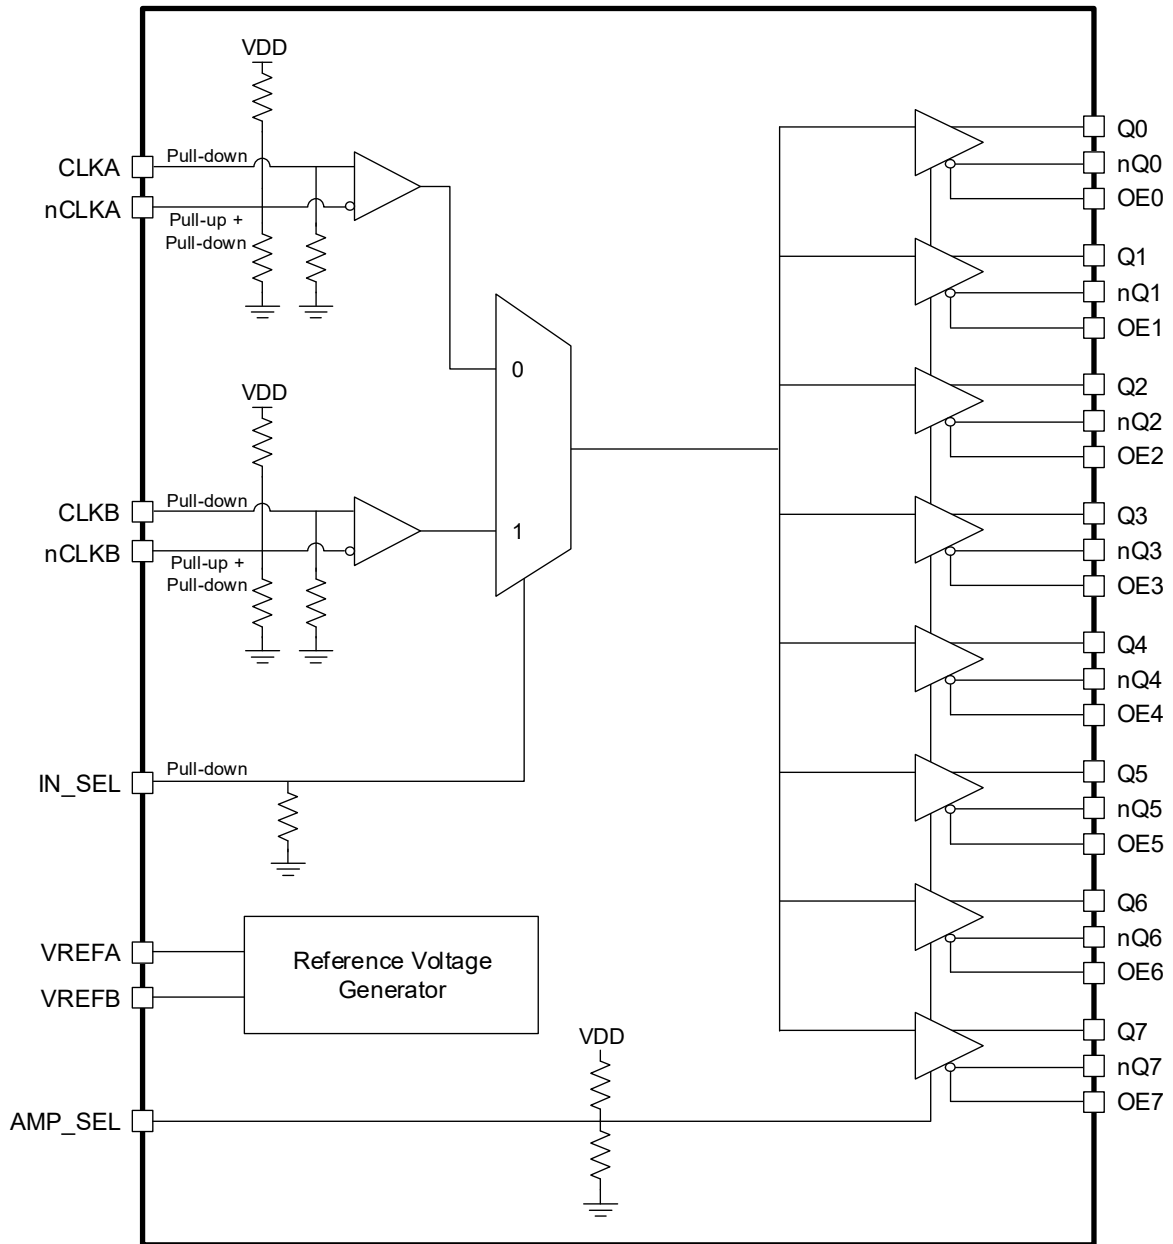 VDD
CLKA
Pull-down
nCLKA
Pull-up +
Pull-down
VDD
CLKB
Pull-down
nCLKB
Pull-up +
Pull-down
0
1
IN_SEL
Pull-down
VREFA
VREFB
Reference Voltage
Generator
VDD
AMP_SEL
Q0
nQ0
OE0
Q1
nQ1
OE1
Q2
nQ2
OE2
Q3
nQ3
OE3
Q4
nQ4
OE4
Q5
nQ5
OE5
Q6
nQ6
OE6
Q7
nQ7
OE7